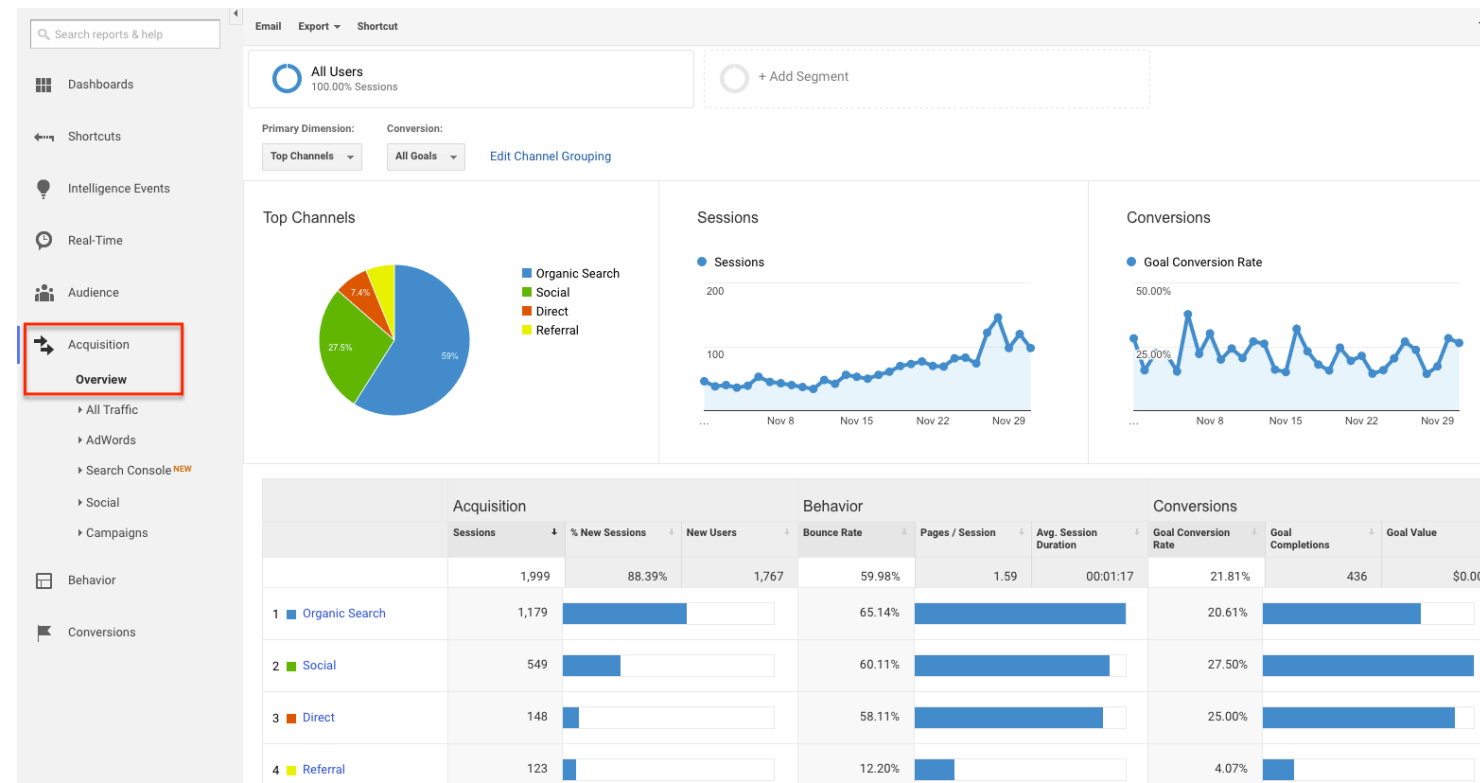 Search reports & help
Dashboards
Shortcuts
Intelligence Events
Real-Time
Audience
Acquisition
Overview
All Traffic
AdWords
Search Console NEW
Social
Campaigns
Behavior
Conversions
Email Export Shortcut
All Users
100.00% Sessions
+ Add Segment
Primary Dimension: Conversion:
Top Channels All Goals Edit Channel Grouping
Top Channels
7.4%
27.5%
59%
Organic Search
Social
Direct
Referral
Sessions
Sessions
200
100
... Nov 8 Nov 15 Nov 22 Nov 29
Conversions
Goal Conversion Rate
50.00%
25.00%
... Nov 8 Nov 15 Nov 22 Nov 29
Acquisition Behavior Conversions
Sessions % New Sessions New Users Bounce Rate Pages / Session Avg. Session Duration Goal Conversion Rate Goal Completions Goal Value
1,999 88.39% 1,767 59.98% 1.59 00:01:17 21.81% 436 $0.00
1 Organic Search 1,179 65.14% 20.61%
2 Social 549 60.11% 27.50%
3 Direct 148 58.11% 25.00%
4 Referral 123 12.20% 4.07%